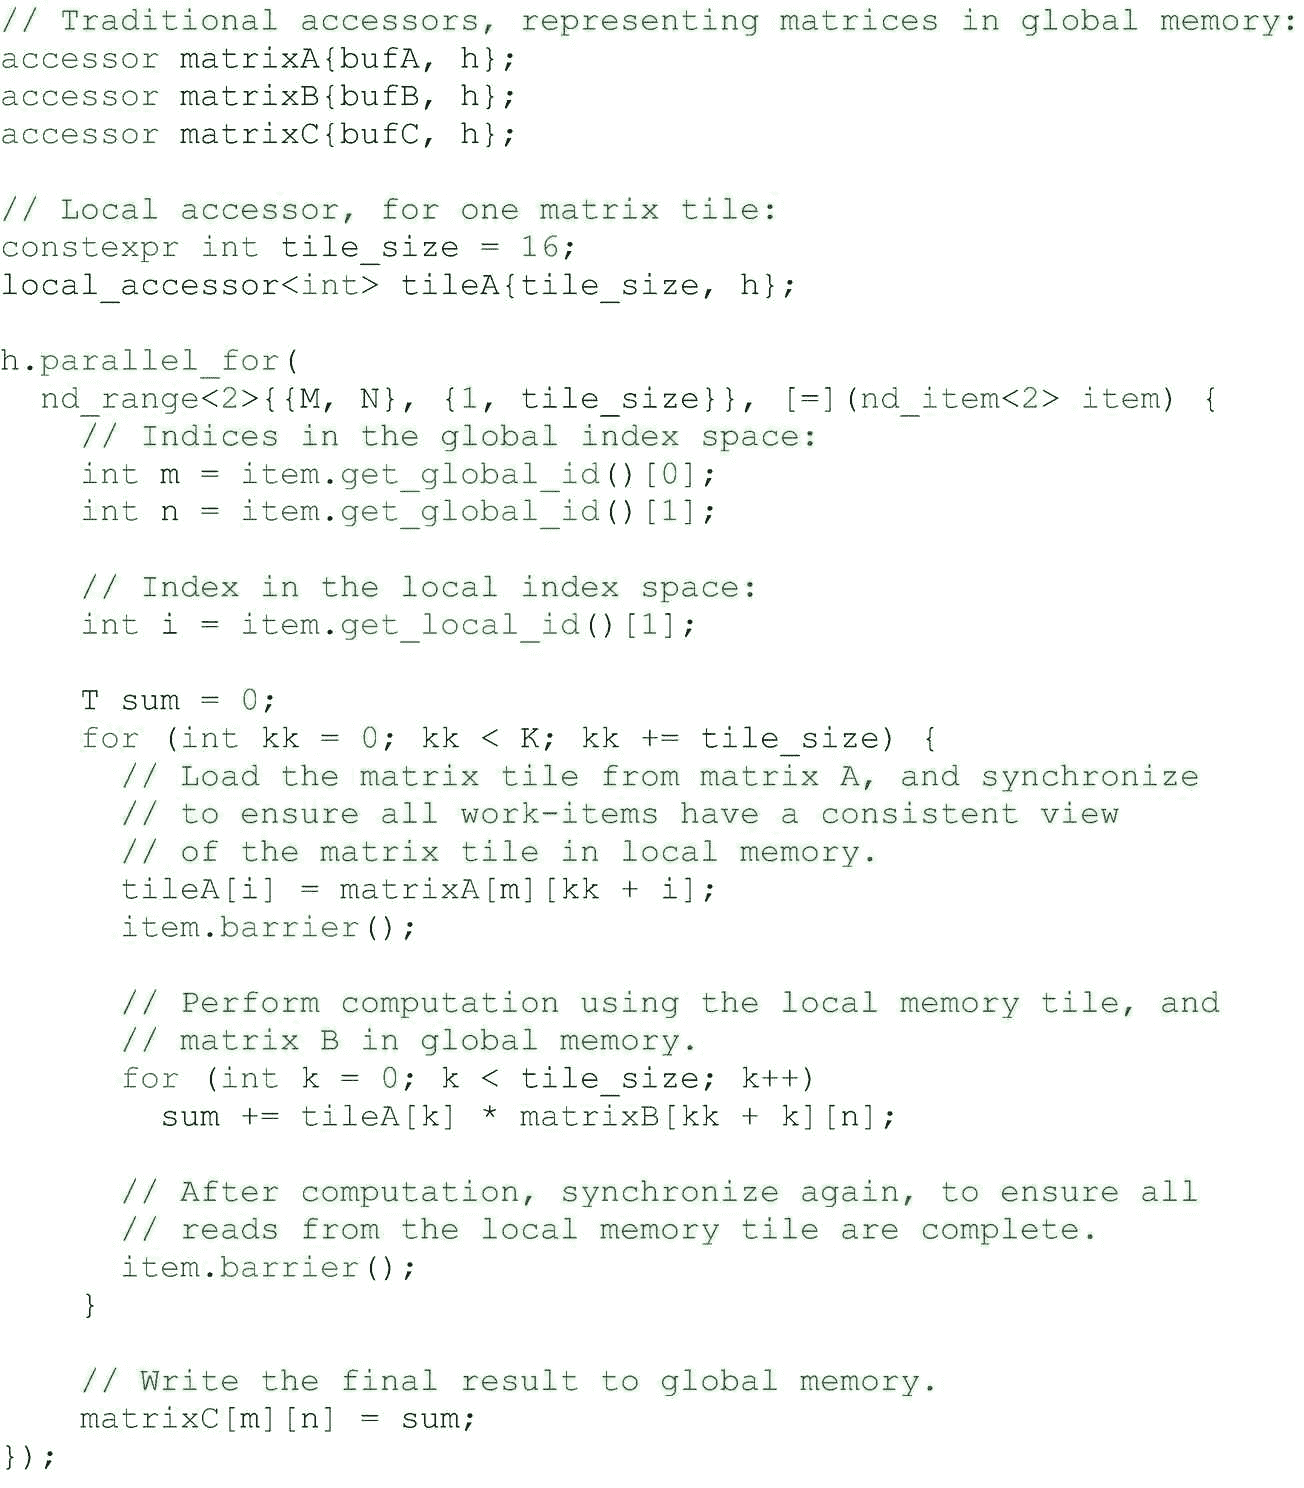 // Traditional accessors, representing matrices in global memory:
accessor matrixA{bufA, h};
accessor matrixB{bufB, h};
accessor matrixC{bufC, h};

// Local accessor, for one matrix tile:
constexpr int tile_size = 16;
local_accessor<int> tileA{tile_size, h};

h.parallel_for(
  nd_range<2>{{M, N}, {1, tile_size}}, [=](nd_item<2> item) {
    // Indices in the global index space:
    int m = item.get_global_id()[0];
    int n = item.get_global_id()[1];

    // Index in the local index space:
    int i = item.get_local_id()[1];

    T sum = 0;
    for (int kk = 0; kk < K; kk += tile_size) {
      // Load the matrix tile from matrix A, and synchronize
      // to ensure all work-items have a consistent view
      // of the matrix tile in local memory.
      tileA[i] = matrixA[m][kk + i];
      item.barrier();

      // Perform computation using the local memory tile, and
      // matrix B in global memory.
      for (int k = 0; k < tile_size; k++)
        sum += tileA[k] * matrixB[kk + k][n];

      // After computation, synchronize again, to ensure all
      // reads from the local memory tile are complete.
      item.barrier();
    }

    // Write the final result to global memory.
    matrixC[m][n] = sum;
});